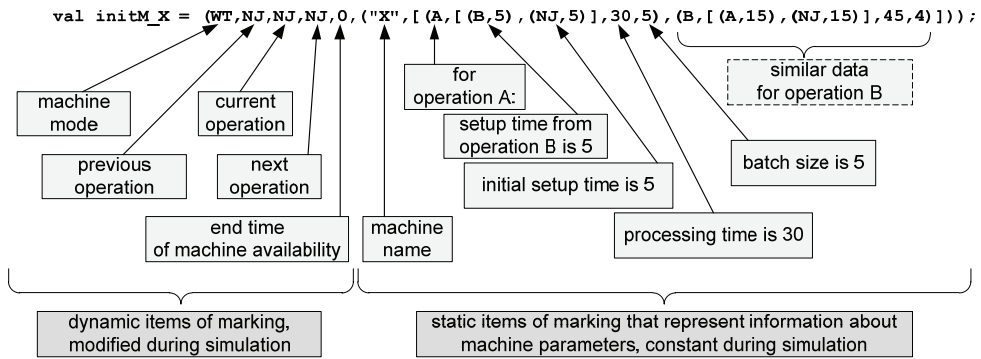 val initM_X = (WT,NJ,NJ,NJ,0,("X",[(A,[(B,5),(NJ,5)],30,5),(B,[(A,15),(NJ,15)],45,4)]));
machine
mode
previous
operation
current
operation
next
operation
end time
of machine availability
machine
name
for
operation A:
setup time from
operation B is 5
initial setup time is 5
processing time is 30
batch size is 5
similar data
for operation B
dynamic items of marking,
modified during simulation
static items of marking that represent information about
machine parameters, constant during simulation